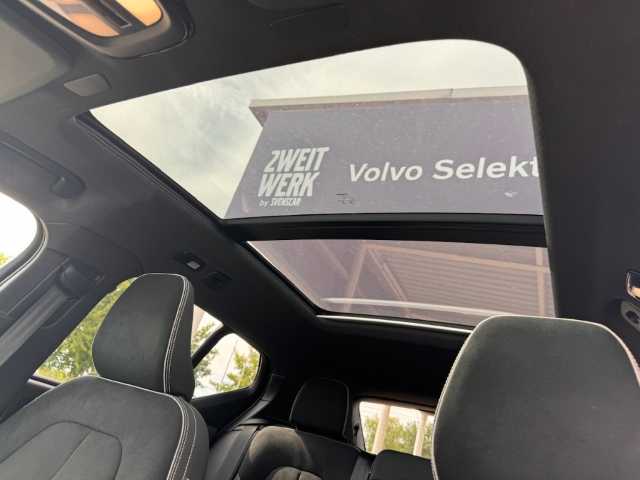 ZWEIT
WERK
by SVENSCAR
Volvo Selekt